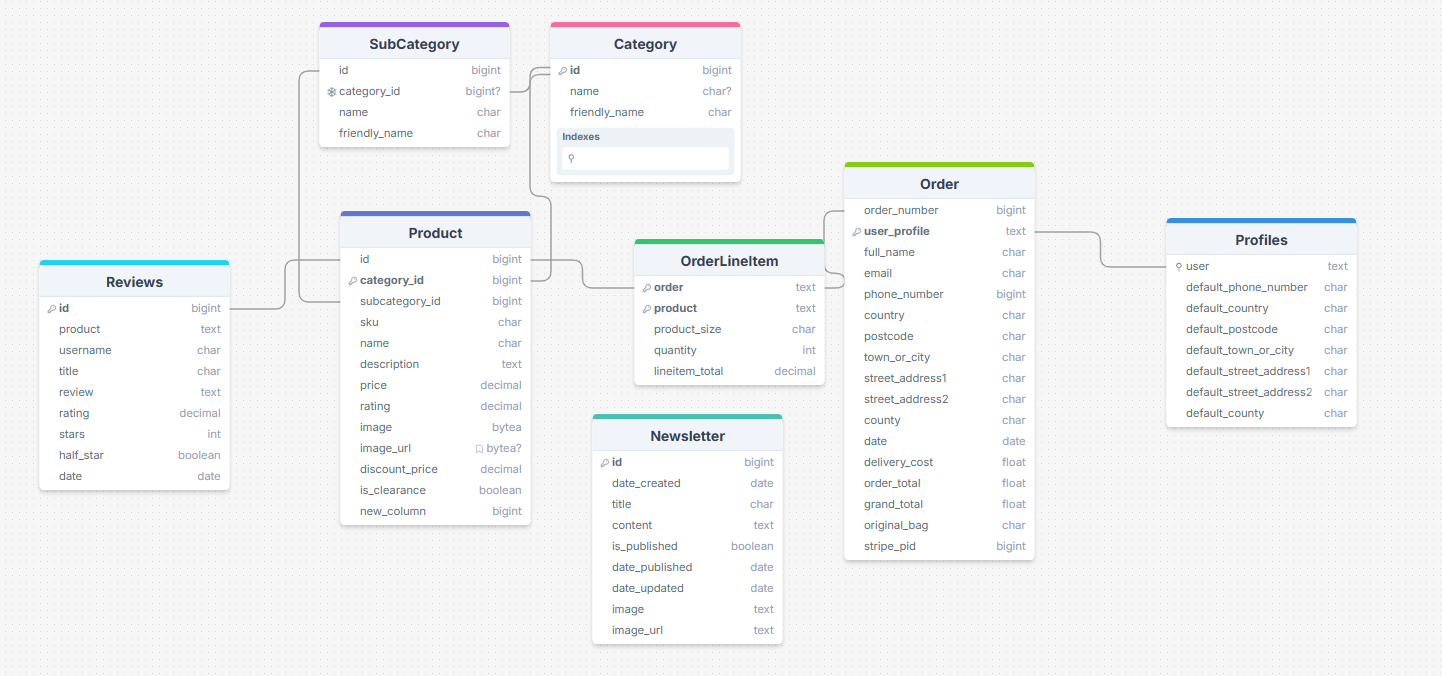 SubCategory
id bigint
category_id bigint?
name char
friendly_name char
Category
id bigint
name char?
friendly_name char
Indexes
Reviews
id bigint
product text
username char
title char
review text
rating decimal
stars int
half_star boolean
date date
Product
id bigint
category_id bigint
subcategory_id bigint
sku char
name char
description text
price decimal
rating decimal
image bytea
image_url bytea?
discount_price decimal
is_clearance boolean
new_column bigint
OrderLineItem
order text
product text
product_size char
quantity int
lineitem_total decimal
Newsletter
id bigint
date_created date
title char
content text
is_published boolean
date_published date
date_updated date
image text
image_url text
Order
order_number bigint
user_profile text
full_name char
email char
phone_number bigint
country char
postcode char
town_or_city char
street_address1 char
street_address2 char
county char
date date
delivery_cost float
order_total float
grand_total float
original_bag char
stripe_pid bigint
Profiles
user text
default_phone_number char
default_country char
default_postcode char
default_town_or_city char
default_street_address1 char
default_street_address2 char
default_county char